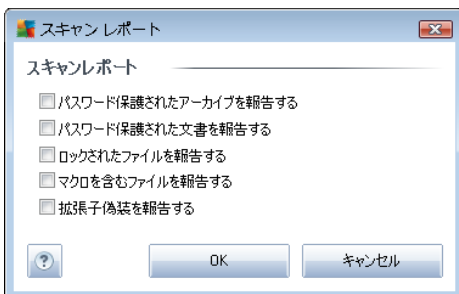 スキャン レポート
スキャンレポート
パスワード保護されたアーカイブを報告する
パスワード保護された文書を報告する
ロックされたファイルを報告する
マクロを含むファイルを報告する
拡張子偽装を報告する
?
OK
キャンセル